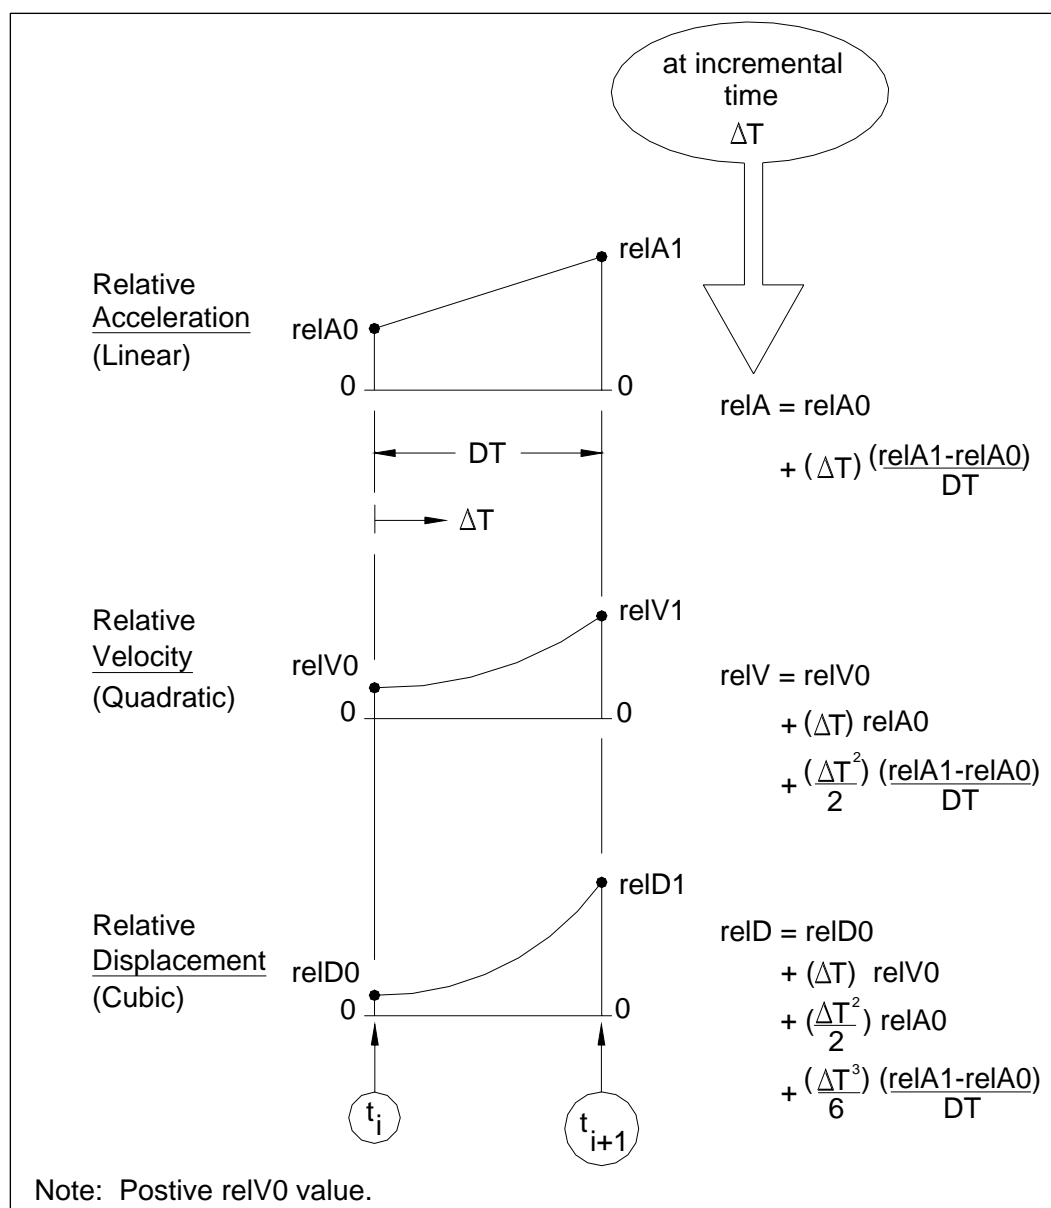 at incremental
time
ΔT
relA1
Relative
Acceleration
(Linear)
relA0
0
0
relA = relA0
+ (ΔT) (relA1-relA0)
DT
DT
ΔT
Relative
Velocity
(Quadratic)
relV1
relV0
0
0
relV = relV0
+ (ΔT) relA0
+ (ΔT²) (relA1-relA0)
2 DT
Relative
Displacement
(Cubic)
relD1
relD0
0
0
relD = relD0
+ (ΔT) relV0
+ (ΔT²) relA0
2
+ (ΔT³) (relA1-relA0)
6 DT
t i
t i+1
Note: Postive relV0 value.